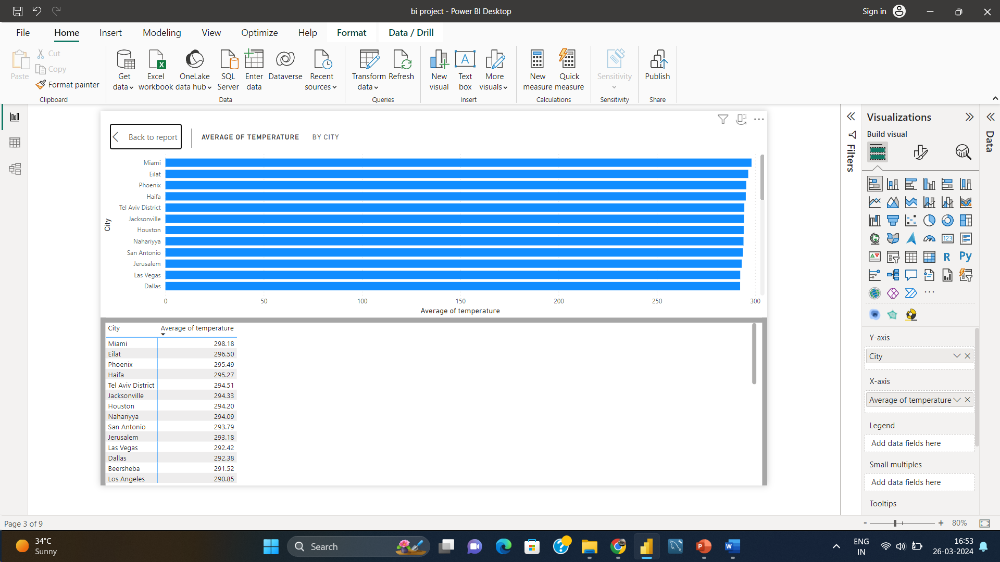 bi project - Power BI Desktop
Sign in
File Home Insert Modeling View Optimize Help Format Data / Drill
Paste
Cut
Copy
Format painter
Clipboard
Get data
Excel workbook
OneLake data hub
SQL Server
Enter data
Dataverse
Recent sources
Data
Transform data
Refresh
Queries
New visual
Text box
More visuals
Insert
New measure
Quick measure
Calculations
Sensitivity
Sensitivity
Publish
Share
Back to report
AVERAGE OF TEMPERATURE BY CITY
City
Miami
Eilat
Phoenix
Haifa
Tel Aviv District
Jacksonville
Houston
Nahariyya
San Antonio
Jerusalem
Las Vegas
Dallas
0 50 100 150 200 250 300
Average of temperature
City Average of temperature
Miami 298.18
Eilat 296.50
Phoenix 295.49
Haifa 295.27
Tel Aviv District 294.51
Jacksonville 294.33
Houston 294.20
Nahariyya 294.09
San Antonio 293.79
Jerusalem 293.18
Las Vegas 292.42
Dallas 292.38
Beersheba 291.52
Los Angeles 290.85
Filters
Visualizations
Build visual
123
R Py
Y-axis
City
X-axis
Average of temperature
Legend
Add data fields here
Small multiples
Add data fields here
Tooltips
Data
Page 3 of 9
- + 80%
34°C
Sunny
Search
ENG
IN
16:53
26-03-2024